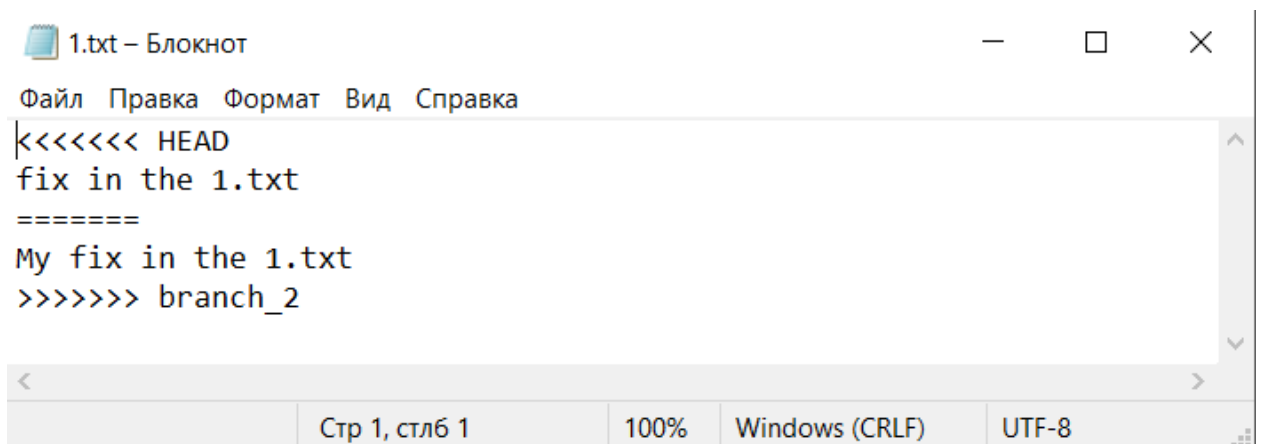 1.txt – Блокнот
Файл Правка Формат Вид Справка
<<<<<<< HEAD
fix in the 1.txt
=======
My fix in the 1.txt
>>>>>>> branch_2
Стр 1, стлб 1 100% Windows (CRLF) UTF-8